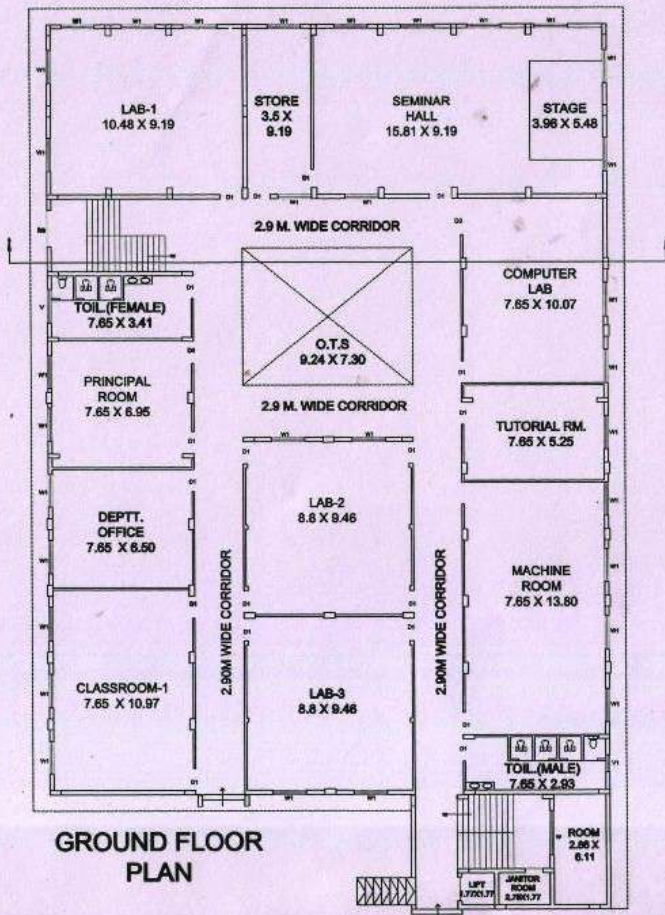 LAB-1
10.48 X 9.19
STORE
3.5 X
9.19
SEMINAR
HALL
15.81 X 9.19
STAGE
3.96 X 5.48
2.9 M. WIDE CORRIDOR
COMPUTER
LAB
7.65 X 10.07
TOIL.(FEMALE)
7.65 X 3.41
O.T.S
9.24 X 7.30
PRINCIPAL
ROOM
7.65 X 6.95
2.9 M. WIDE CORRIDOR
TUTORIAL RM.
7.65 X 5.25
DEPTT.
OFFICE
7.65 X 6.50
LAB-2
8.8 X 9.46
MACHINE
ROOM
7.65 X 13.80
2.90M WIDE CORRIDOR
2.90M WIDE CORRIDOR
CLASSROOM-1
7.65 X 10.97
LAB-3
8.8 X 9.46
TOIL.(MALE)
7.65 X 2.93
GROUND FLOOR
PLAN
ROOM
2.86 X
6.11
LIFT
JANITOR
ROOM